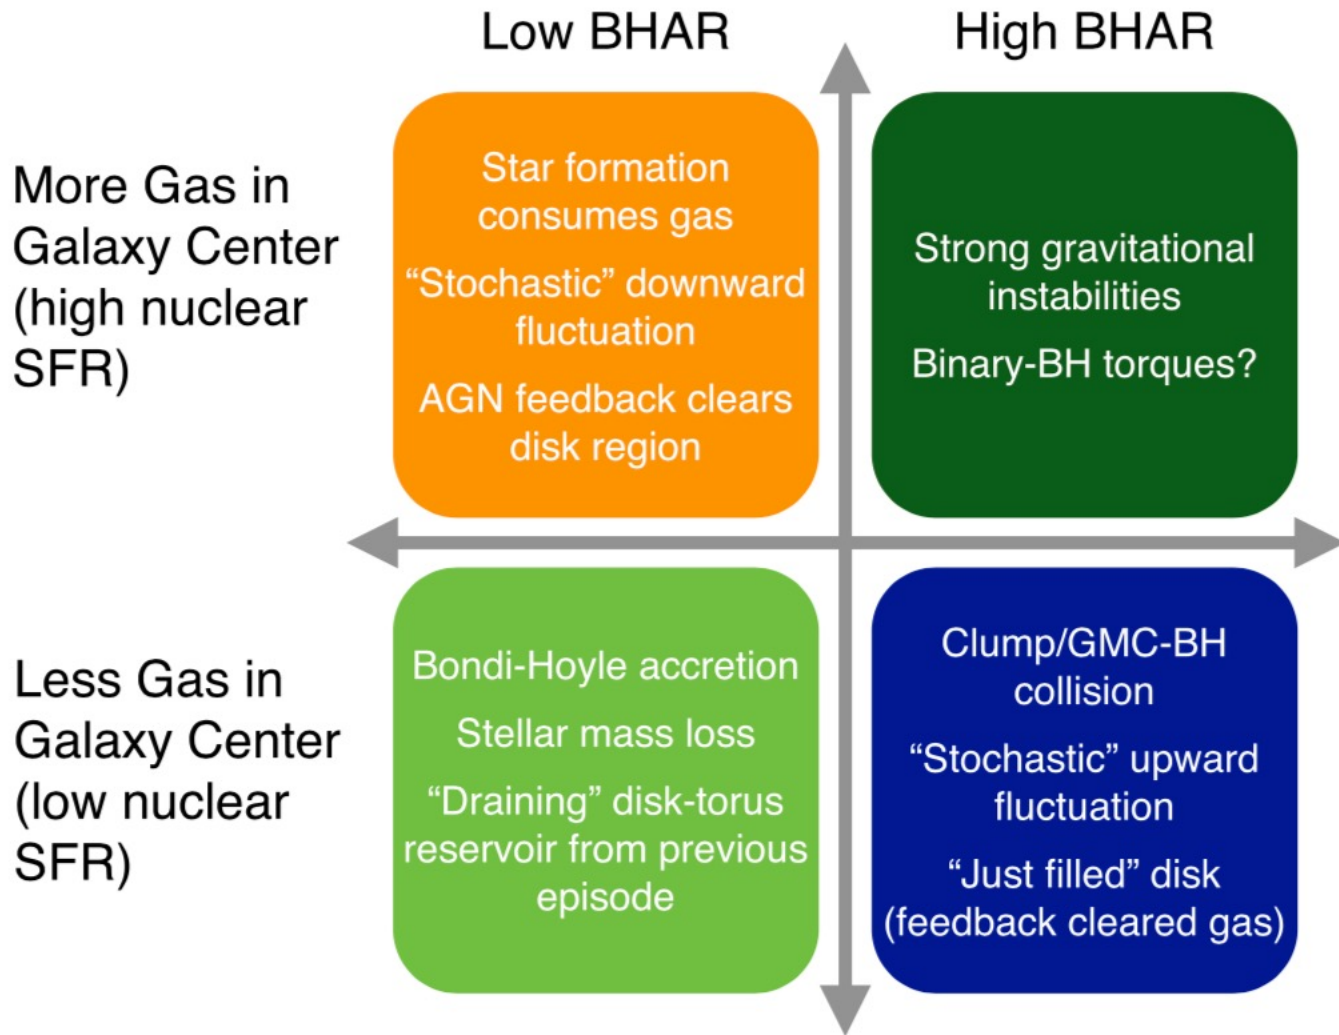 Low BHAR
High BHAR
More Gas in
Galaxy Center
(high nuclear
SFR)
Star formation
consumes gas
“Stochastic” downward
fluctuation
AGN feedback clears
disk region
Strong gravitational
instabilities
Binary-BH torques?
Less Gas in
Galaxy Center
(low nuclear
SFR)
Bondi-Hoyle accretion
Stellar mass loss
“Draining” disk-torus
reservoir from previous
episode
Clump/GMC-BH
collision
“Stochastic” upward
fluctuation
“Just filled” disk
(feedback cleared gas)